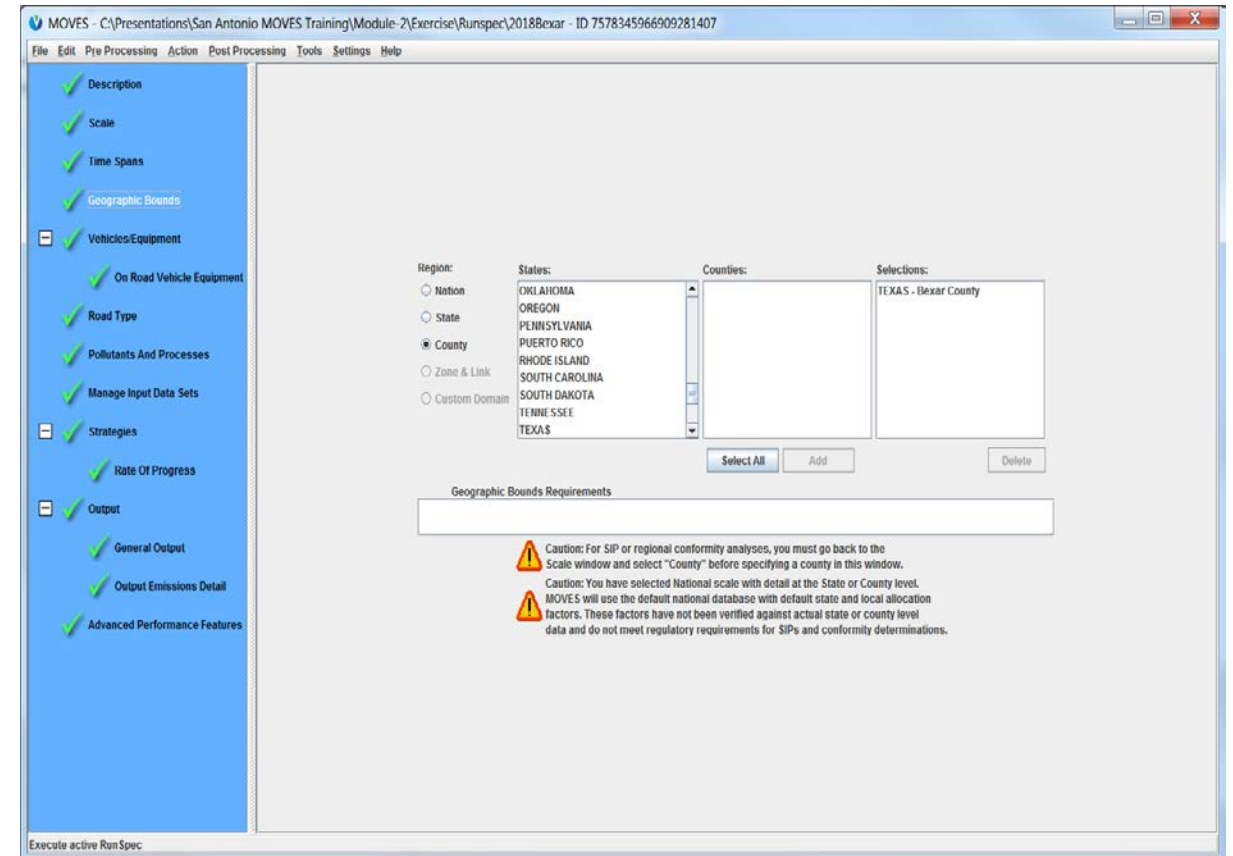 MOVES - C:\Presentations\San Antonio MOVES Training\Module-2\Exercise\Runspec\2018Bexar - ID 7578345966909281407
File Edit Pre Processing Action Post Processing Tools Settings Help
Description
Scale
Time Spans
Geographic Bounds
Vehicles/Equipment
On Road Vehicle Equipment
Road Type
Pollutants And Processes
Manage Input Data Sets
Strategies
Rate Of Progress
Output
General Output
Output Emissions Detail
Advanced Performance Features
Region:
Nation
State
County
Zone & Link
Custom Domain
States:
OKLAHOMA
OREGON
PENNSYLVANIA
PUERTO RICO
RHODE ISLAND
SOUTH CAROLINA
SOUTH DAKOTA
TENNESSEE
TEXAS
Counties:
Selections:
TEXAS - Bexar County
Select All Add Delete
Geographic Bounds Requirements
Caution: For SIP or regional conformity analyses, you must go back to the
Scale window and select "County" before specifying a county in this window.
Caution: You have selected National scale with detail at the State or County level.
MOVES will use the default national database with default state and local allocation
factors. These factors have not been verified against actual state or county level
data and do not meet regulatory requirements for SIPs and conformity determinations.
Execute active RunSpec